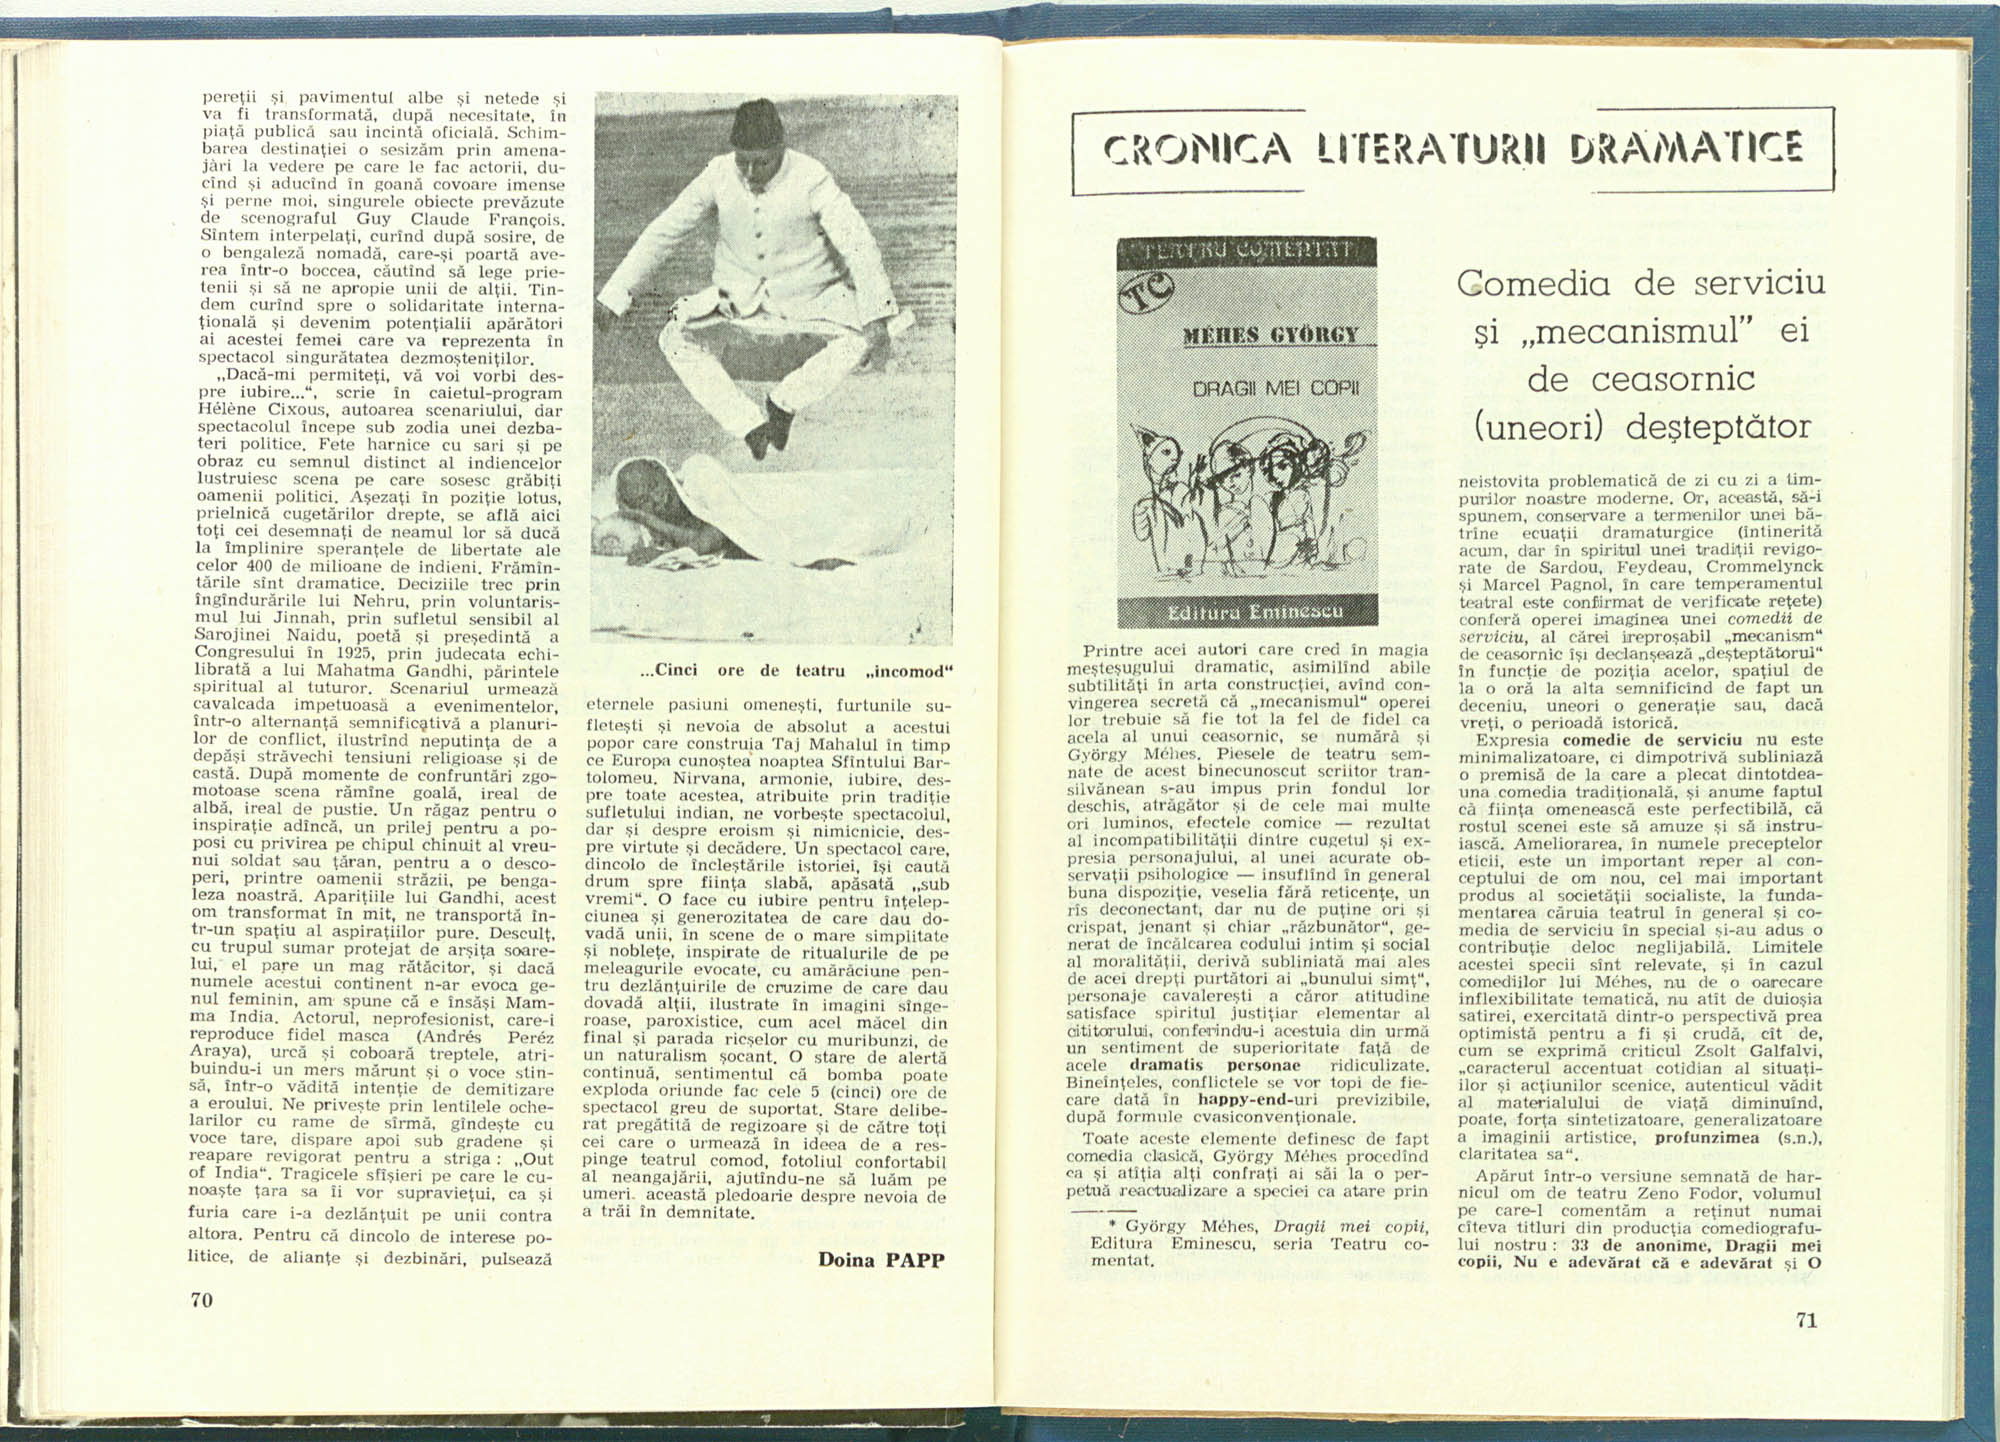 pereții și pavimentul albe și netede și
va fi transformată, după necesitate, în
piață publică sau incintă oficială. Schim-
barea destinației o sesizăm prin amena-
jări la vedere pe care le fac actorii, du-
cînd și aducînd în goană covoare imense
și perne moi, singurele obiecte prevăzute
de scenograful Guy Claude François.
Sîntem interpelați, curînd după sosire, de
o bengaleză nomadă, care-și poartă ave-
rea într-o boccea, căutînd să lege prie-
tenii și să ne apropie unii de alții. Tin-
dem curînd spre o solidaritate interna-
țională și devenim potențialii apărători
ai acestei femei care va reprezenta în
spectacol singurătatea dezmoșteniților.
„Dacă-mi permiteți, vă voi vorbi des-
pre iubire...“, scrie în caietul-program
Hélène Cixous, autoarea scenariului, dar
spectacolul începe sub zodia unei dezba-
teri politice. Fete harnice cu sari și pe
obraz cu semnul distinct al indiencelor
lustruiesc scena pe care sosesc grăbiți
oamenii politici. Așezați în poziție lotus,
prielnică cugetărilor drepte, se află aici
toți cei desemnați de neamul lor să ducă
la împlinire speranțele de libertate ale
celor 400 de milioane de indieni. Frămîn-
tările sînt dramatice. Deciziile trec prin
îngîndurările lui Nehru, prin voluntaris-
mul lui Jinnah, prin sufletul sensibil al
Sarojinei Naidu, poetă și președintă a
Congresului în 1925, prin judecata echi-
librată a lui Mahatma Gandhi, părintele
spiritual al tuturor. Scenariul urmează
cavalcada impetuoasă a evenimentelor,
într-o alternanță semnificativă a planuri-
lor de conflict, ilustrînd neputința de a
depăși străvechi tensiuni religioase și de
castă. După momente de confruntări zgo-
motoase scena rămîne goală, ireal de
albă, ireal de pustie. Un răgaz pentru o
inspirație adîncă, un prilej pentru a po-
posi cu privirea pe chipul chinuit al vreu-
nui soldat sau țăran, pentru a o desco-
peri, printre oamenii străzii, pe benga-
leza noastră. Aparițiile lui Gandhi, acest
om transformat în mit, ne transportă în-
tr-un spațiu al aspirațiilor pure. Desculț,
cu trupul sumar protejat de arșița soare-
lui, el pare un mag rătăcitor, și dacă
numele acestui continent n-ar evoca ge-
nul feminin, am spune că e însăși Mam-
ma India. Actorul, neprofesionist, care-i
reproduce fidel masca (Andrés Peréz
Araya), urcă și coboară treptele, atri-
buindu-i un mers mărunt și o voce stin-
să, într-o vădită intenție de demitizare
a eroului. Ne privește prin lentilele oche-
larilor cu rame de sîrmă, gîndește cu
voce tare, dispare apoi sub gradene și
reapare revigorat pentru a striga : „Out
of India“. Tragicele sfîșieri pe care le cu-
noaște țara sa îi vor supraviețui, ca și
furia care i-a dezlănțuit pe unii contra
altora. Pentru că dincolo de interese po-
litice, de alianțe și dezbinări, pulsează
70
...Cinci ore de teatru „incomod“
eternele pasiuni omenești, furtunile su-
fletești și nevoia de absolut a acestui
popor care construia Taj Mahalul în timp
ce Europa cunoștea noaptea Sfîntului Bar-
tolomeu. Nirvana, armonie, iubire, des-
pre toate acestea, atribuite prin tradiție
sufletului indian, ne vorbește spectacolul,
dar și despre eroism și nimicnicie, des-
pre virtute și decădere. Un spectacol care,
dincolo de încleștările istoriei, își caută
drum spre ființa slabă, apăsată „sub
vremi“. O face cu iubire pentru înțelep-
ciunea și generozitatea de care dau do-
vadă unii, în scene de o mare simplitate
și noblețe, inspirate de ritualurile de pe
meleagurile evocate, cu amărăciune pen-
tru dezlănțuirile de cruzime de care dau
dovadă alții, ilustrate în imagini sînge-
roase, paroxistice, cum acel măcel din
final și parada ricșelor cu muribunzi, de
un naturalism șocant. O stare de alertă
continuă, sentimentul că bomba poate
exploda oriunde fac cele 5 (cinci) ore de
spectacol greu de suportat. Stare delibe-
rat pregătită de regizoare și de către toți
cei care o urmează în ideea de a res-
pinge teatrul comod, fotoliul confortabil
al neangajării, ajutîndu-ne să luăm pe
umeri această pledoarie despre nevoia de
a trăi în demnitate.
Doina PAPP
CRONICA LITERATURII DRAMATICE
TEATRU COMENTAT
TC
MÉHES GYÖRGY
DRAGII MEI COPII
Editura Eminescu
Comedia de serviciu
și „mecanismul” ei
de ceasornic
(uneori) deșteptător
Printre acei autori care cred în magia
meșteșugului dramatic, asimilînd abile
subtilități în arta construcției, avînd con-
vingerea secretă că „mecanismul“ operei
lor trebuie să fie tot la fel de fidel ca
acela al unui ceasornic, se numără și
György Méhes. Piesele de teatru sem-
nate de acest binecunoscut scriitor tran-
silvănean s-au impus prin fondul lor
deschis, atrăgător și de cele mai multe
ori luminos, efectele comice — rezultat
al incompatibilității dintre cugetul și ex-
presia personajului, al unei acurate ob-
servații psihologice — insuflînd în general
buna dispoziție, veselia fără reticențe, un
rîs deconectant, dar nu de puține ori și
crispat, jenant și chiar „răzbunător“, ge-
nerat de încălcarea codului intim și social
al moralității, derivă subliniată mai ales
de acei drepți purtători ai „bunului simț“,
personaje cavalerești a căror atitudine
satisface spiritul justițiar elementar al
cititorului, conferindu-i acestuia din urmă
un sentiment de superioritate față de
acele dramatis personae ridiculizate.
Bineînțeles, conflictele se vor topi de fie-
care dată în happy-end-uri previzibile,
după formule cvasiconvenționale.
Toate aceste elemente definesc de fapt
comedia clasică, György Méhes procedînd
ca și atîția alți confrați ai săi la o per-
petuă reactualizare a speciei ca atare prin
* György Méhes, Dragii mei copii,
Editura Eminescu, seria Teatru co-
mentat.
neistovita problematică de zi cu zi a tim-
purilor noastre moderne. Or, această, să-i
spunem, conservare a termenilor unei bă-
trîne ecuații dramaturgice (întinerită
acum, dar în spiritul unei tradiții revigo-
rate de Sardou, Feydeau, Crommelynck
și Marcel Pagnol, în care temperamentul
teatral este confirmat de verificate rețete)
conferă operei imaginea unei comedii de
serviciu, al cărei ireproșabil „mecanism“
de ceasornic își declanșează „deșteptătorul“
în funcție de poziția acelor, spațiul de
la o oră la alta semnificînd de fapt un
deceniu, uneori o generație sau, dacă
vreți, o perioadă istorică.
Expresia comedie de serviciu nu este
minimalizatoare, ci dimpotrivă subliniază
o premisă de la care a plecat dintotdea-
una comedia tradițională, și anume faptul
că ființa omenească este perfectibilă, că
rostul scenei este să amuze și să instru-
iască. Ameliorarea, în numele preceptelor
eticii, este un important reper al con-
ceptului de om nou, cel mai important
produs al societății socialiste, la funda-
mentarea căruia teatrul în general și co-
media de serviciu în special și-au adus o
contribuție deloc neglijabilă. Limitele
acestei specii sînt relevate, și în cazul
comediilor lui Méhes, nu de o oarecare
inflexibilitate tematică, nu atît de duioșia
satirei, exercitată dintr-o perspectivă prea
optimistă pentru a fi și crudă, cît de,
cum se exprimă criticul Zsolt Galfalvi,
„caracterul accentuat cotidian al situați-
ilor și acțiunilor scenice, autenticul vădit
al materialului de viață diminuînd,
poate, forța sintetizatoare, generalizatoare
a imaginii artistice, profunzimea (s.n.),
claritatea sa“.
Apărut într-o versiune semnată de har-
nicul om de teatru Zeno Fodor, volumul
pe care-l comentăm a reținut numai
cîteva titluri din producția comediografu-
lui nostru : 33 de anonime, Dragii mei
copii, Nu e adevărat că e adevărat și O
71